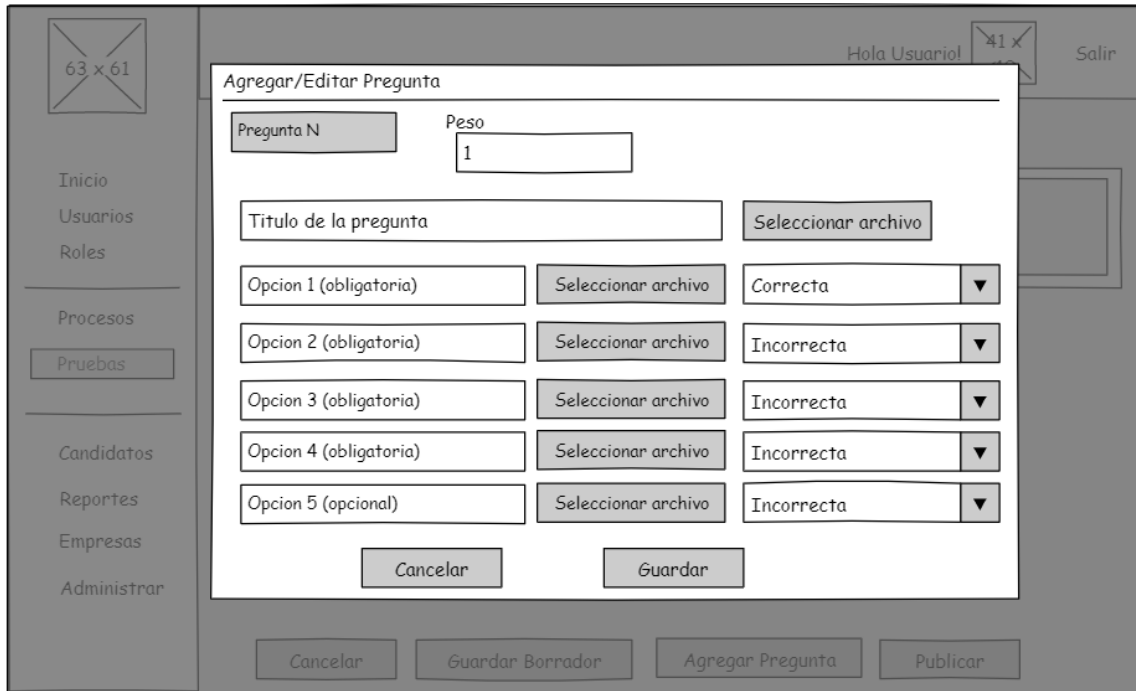 63 x 61
Hola Usuario!
41 x
Salir
Agregar/Editar Pregunta
Pregunta N
Peso
1
Titulo de la pregunta
Seleccionar archivo
Opcion 1 (obligatoria)
Seleccionar archivo
Correcta
Opcion 2 (obligatoria)
Seleccionar archivo
Incorrecta
Opcion 3 (obligatoria)
Seleccionar archivo
Incorrecta
Opcion 4 (obligatoria)
Seleccionar archivo
Incorrecta
Opcion 5 (opcional)
Seleccionar archivo
Incorrecta
Cancelar
Guardar
Inicio
Usuarios
Roles
Procesos
Pruebas
Candidatos
Reportes
Empresas
Administrar
Cancelar
Guardar Borrador
Agregar Pregunta
Publicar